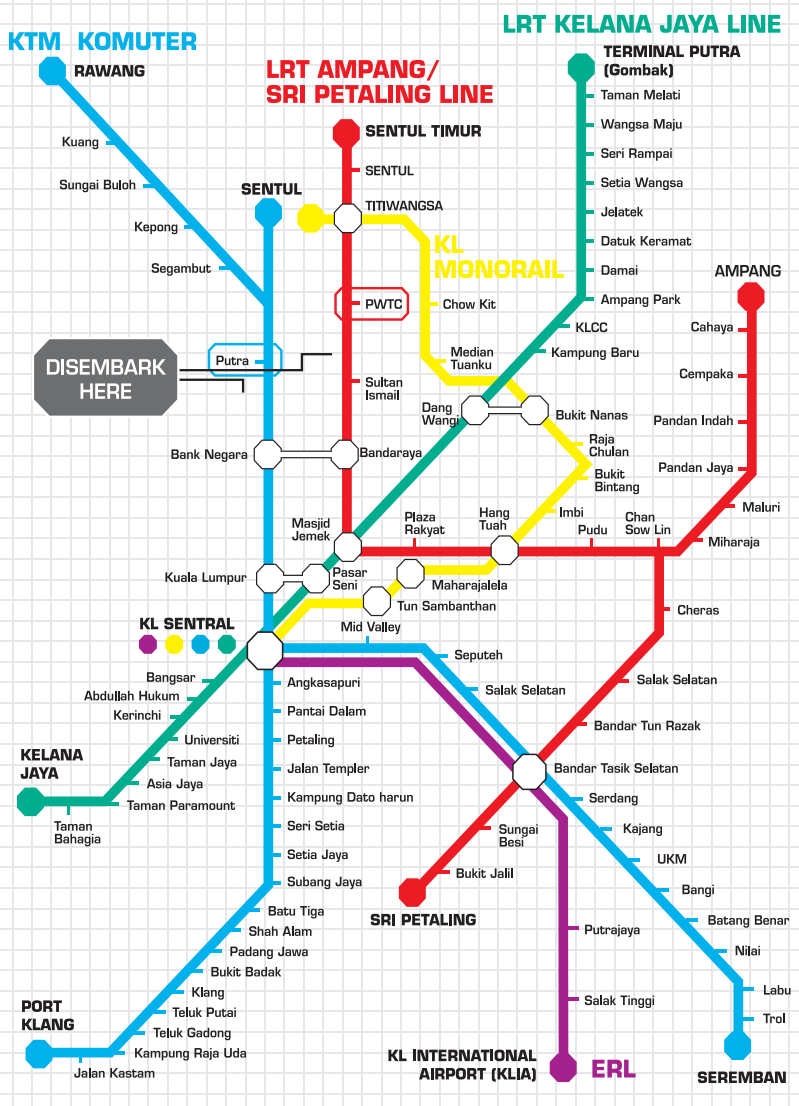 LRT KELANA JAYA LINE
KTM KOMUTER
TERMINAL PUTRA
(Gombak)
RAWANG
LRT AMPANG/
SRI PETALING LINE
Taman Melati
Wangsa Maju
SENTUL TIMUR
Kuang
Seri Rampai
SENTUL
Sungai Buloh
Setia Wangsa
SENTUL
TITIWANGSA
Jelatek
Kepong
Datuk Keramat
KL
MONORAIL
Segambut
Damai
AMPANG
PWTC
Chow Kit
Ampang Park
Cahaya
KLCC
Putra
Median
Tuanku
Kampung Baru
DISEMBARK
HERE
Sultan
Ismail
Cempaka
Dang
Wangi
Bukit Nanas
Pandan Indah
Raja
Chulan
Bank Negara
Bandaraya
Bukit
Bintang
Pandan Jaya
Masjid
Jemek
Plaza
Rakyat
Hang
Tuah
Imbi
Pudu
Chan
Sow Lin
Maluri
Miharaja
Kuala Lumpur
Pasar
Seni
Maharajalela
Tun Sambanthan
Cheras
KL SENTRAL
Mid Valley
Seputeh
Bangsar
Angkasapuri
Salak Selatan
Salak Selatan
Abdullah Hukum
Kerinchi
Pantai Dalam
Bandar Tun Razak
Universiti
Petaling
KELANA
JAYA
Taman Jaya
Jalan Templer
Bandar Tasik Selatan
Asia Jaya
Kampung Dato harun
Serdang
Taman Paramount
Taman
Bahagia
Seri Setia
Sungai
Besi
Kajang
Setia Jaya
UKM
Subang Jaya
Bukit Jalil
Bangi
Batu Tiga
SRI PETALING
Batang Benar
Shah Alam
Putrajaya
Padang Jawa
Nilai
Bukit Badak
Klang
Salak Tinggi
Labu
PORT
KLANG
Teluk Putai
Trol
Teluk Gadong
Kampung Raja Uda
KL INTERNATIONAL
AIRPORT (KLIA)
ERL
Jalan Kastam
SEREMBAN